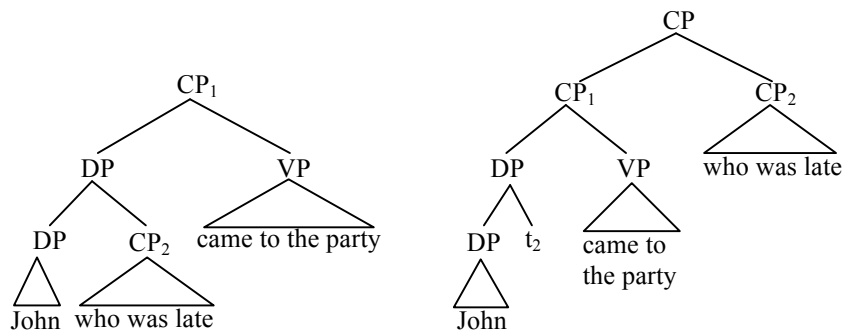 CP
CP₁
CP₁
CP₂
DP
VP
DP
VP
who was late
DP
CP₂
came to the party
DP
t₂
came to
the party
John
who was late
John